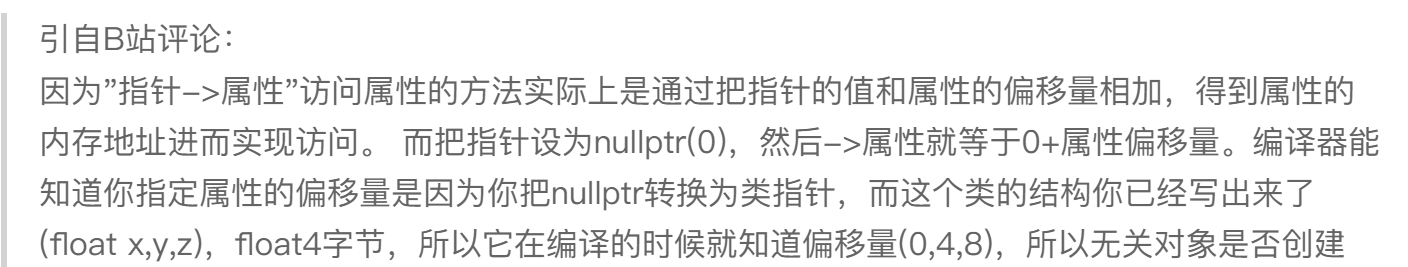 引自B站评论：
因为”指针–>属性”访问属性的方法实际上是通过把指针的值和属性的偏移量相加，得到属性的
内存地址进而实现访问。 而把指针设为nullptr(0)，然后–>属性就等于0+属性偏移量。编译器能
知道你指定属性的偏移量是因为你把nullptr转换为类指针，而这个类的结构你已经写出来了
(float x,y,z)，float4字节，所以它在编译的时候就知道偏移量(0,4,8)，所以无关对象是否创建